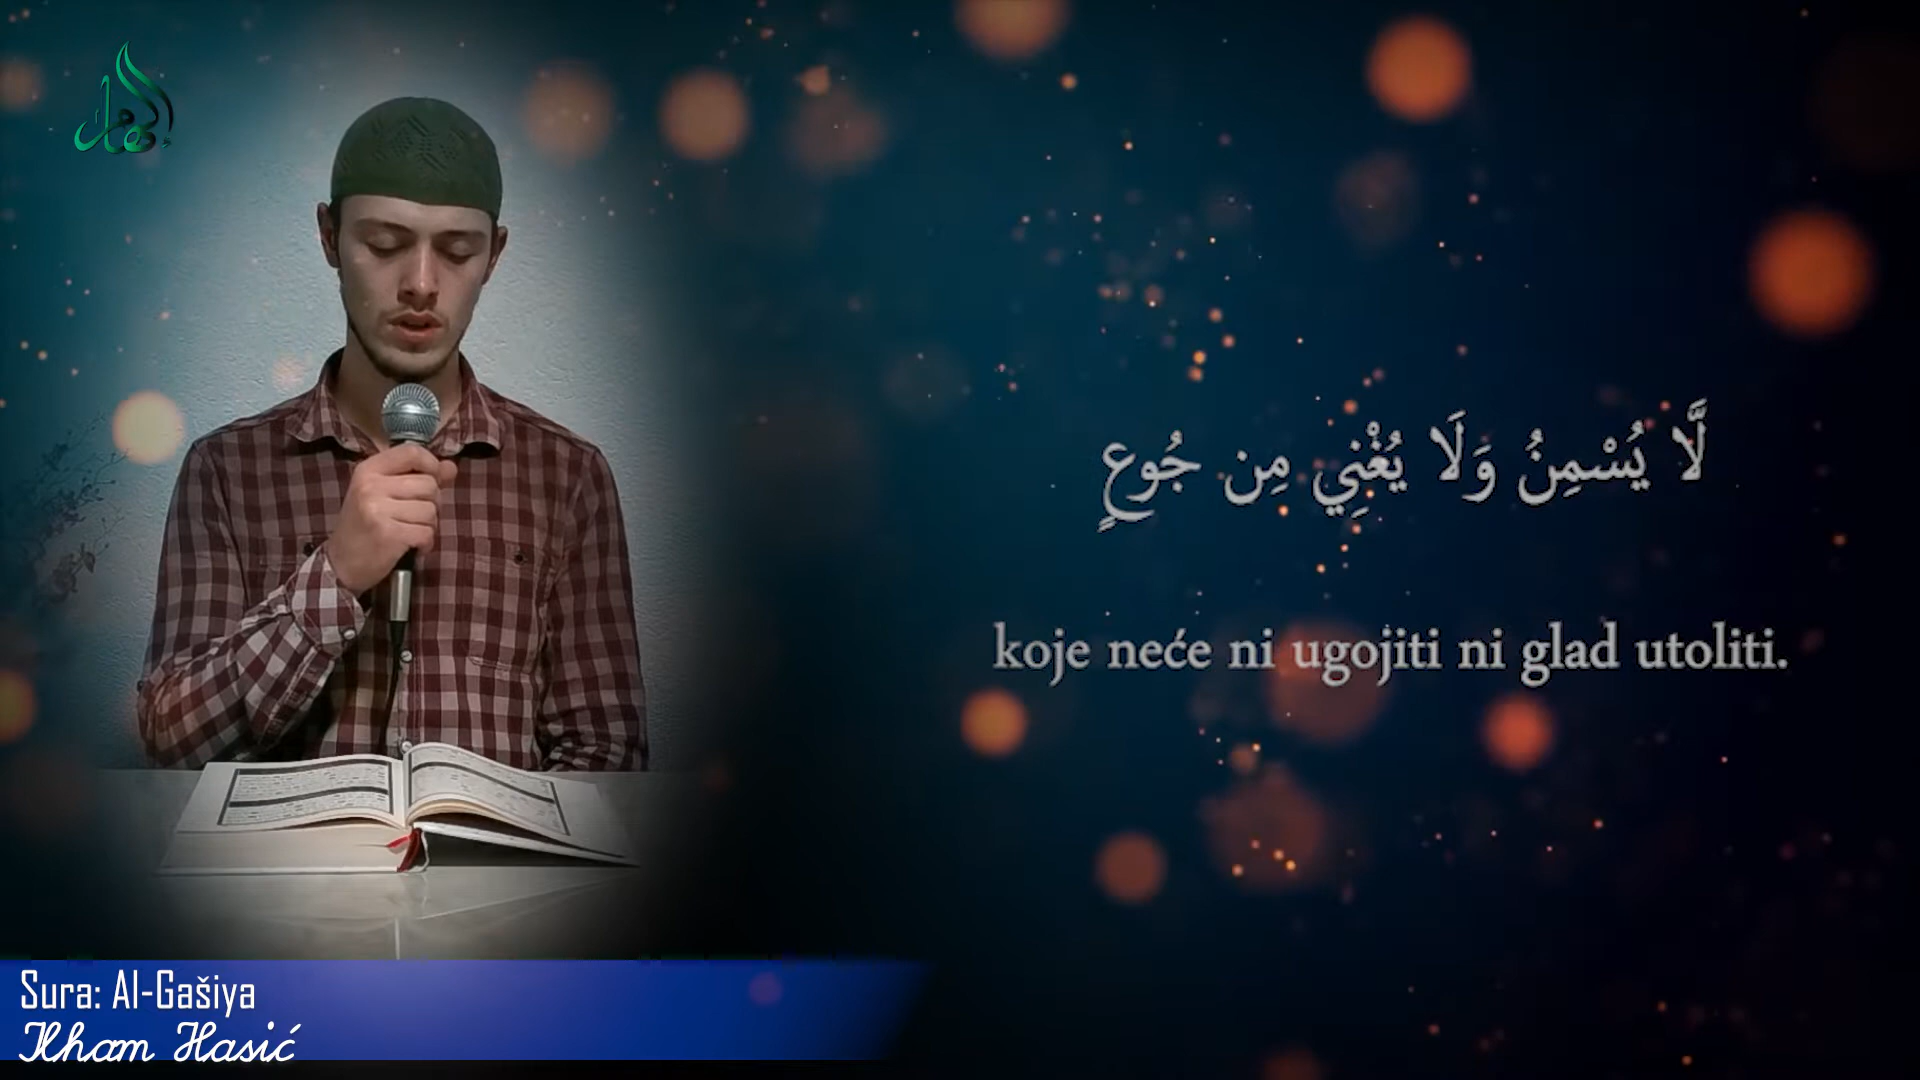 لَّا يُسْمِنُ وَلَا يُغْنِي مِن جُوعٍ
koje neće ni ugojiti ni glad utoliti.
Sura: Al-Gašiya
Ilham Hasić